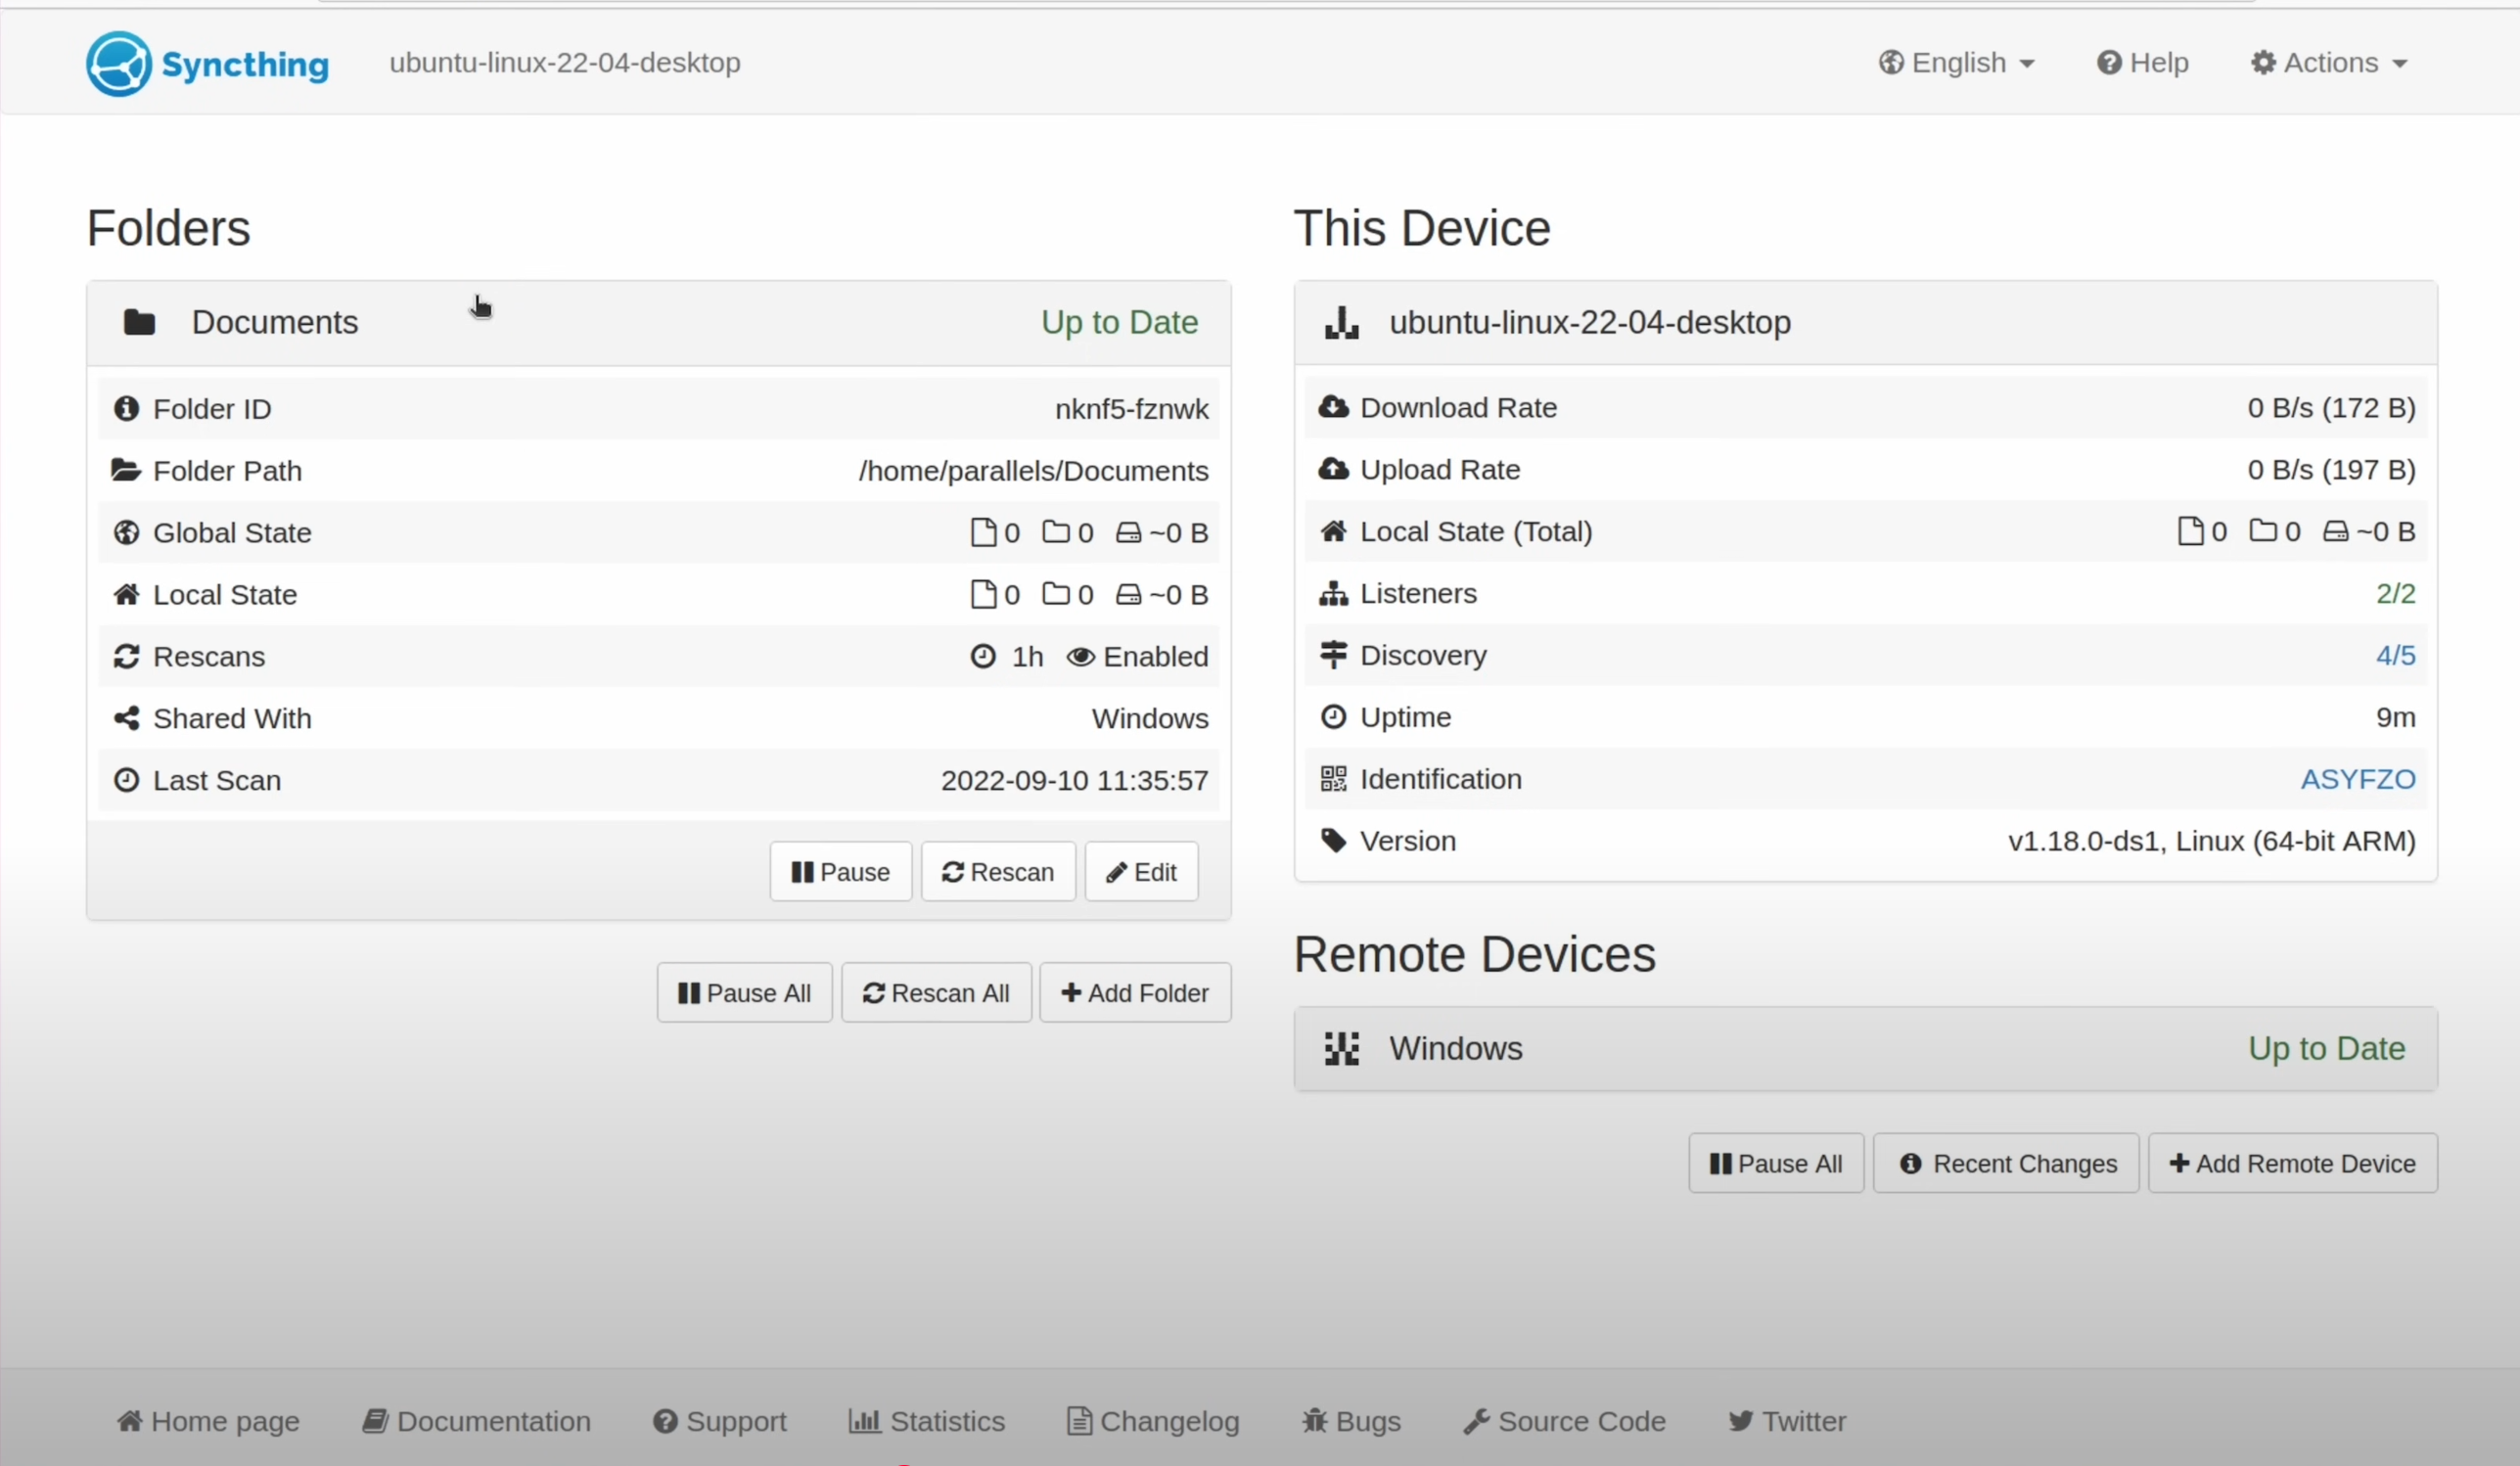 Syncthing ubuntu-linux-22-04-desktop English Help Actions
Folders
Documents Up to Date
Folder ID nknf5-fznwk
Folder Path /home/parallels/Documents
Global State 0 0 ~0 B
Local State 0 0 ~0 B
Rescans 1h Enabled
Shared With Windows
Last Scan 2022-09-10 11:35:57
Pause Rescan Edit
Pause All Rescan All Add Folder
This Device
ubuntu-linux-22-04-desktop
Download Rate 0 B/s (172 B)
Upload Rate 0 B/s (197 B)
Local State (Total) 0 0 ~0 B
Listeners 2/2
Discovery 4/5
Uptime 9m
Identification ASYFZO
Version v1.18.0-ds1, Linux (64-bit ARM)
Remote Devices
Windows Up to Date
Pause All Recent Changes Add Remote Device
Home page Documentation Support Statistics Changelog Bugs Source Code Twitter